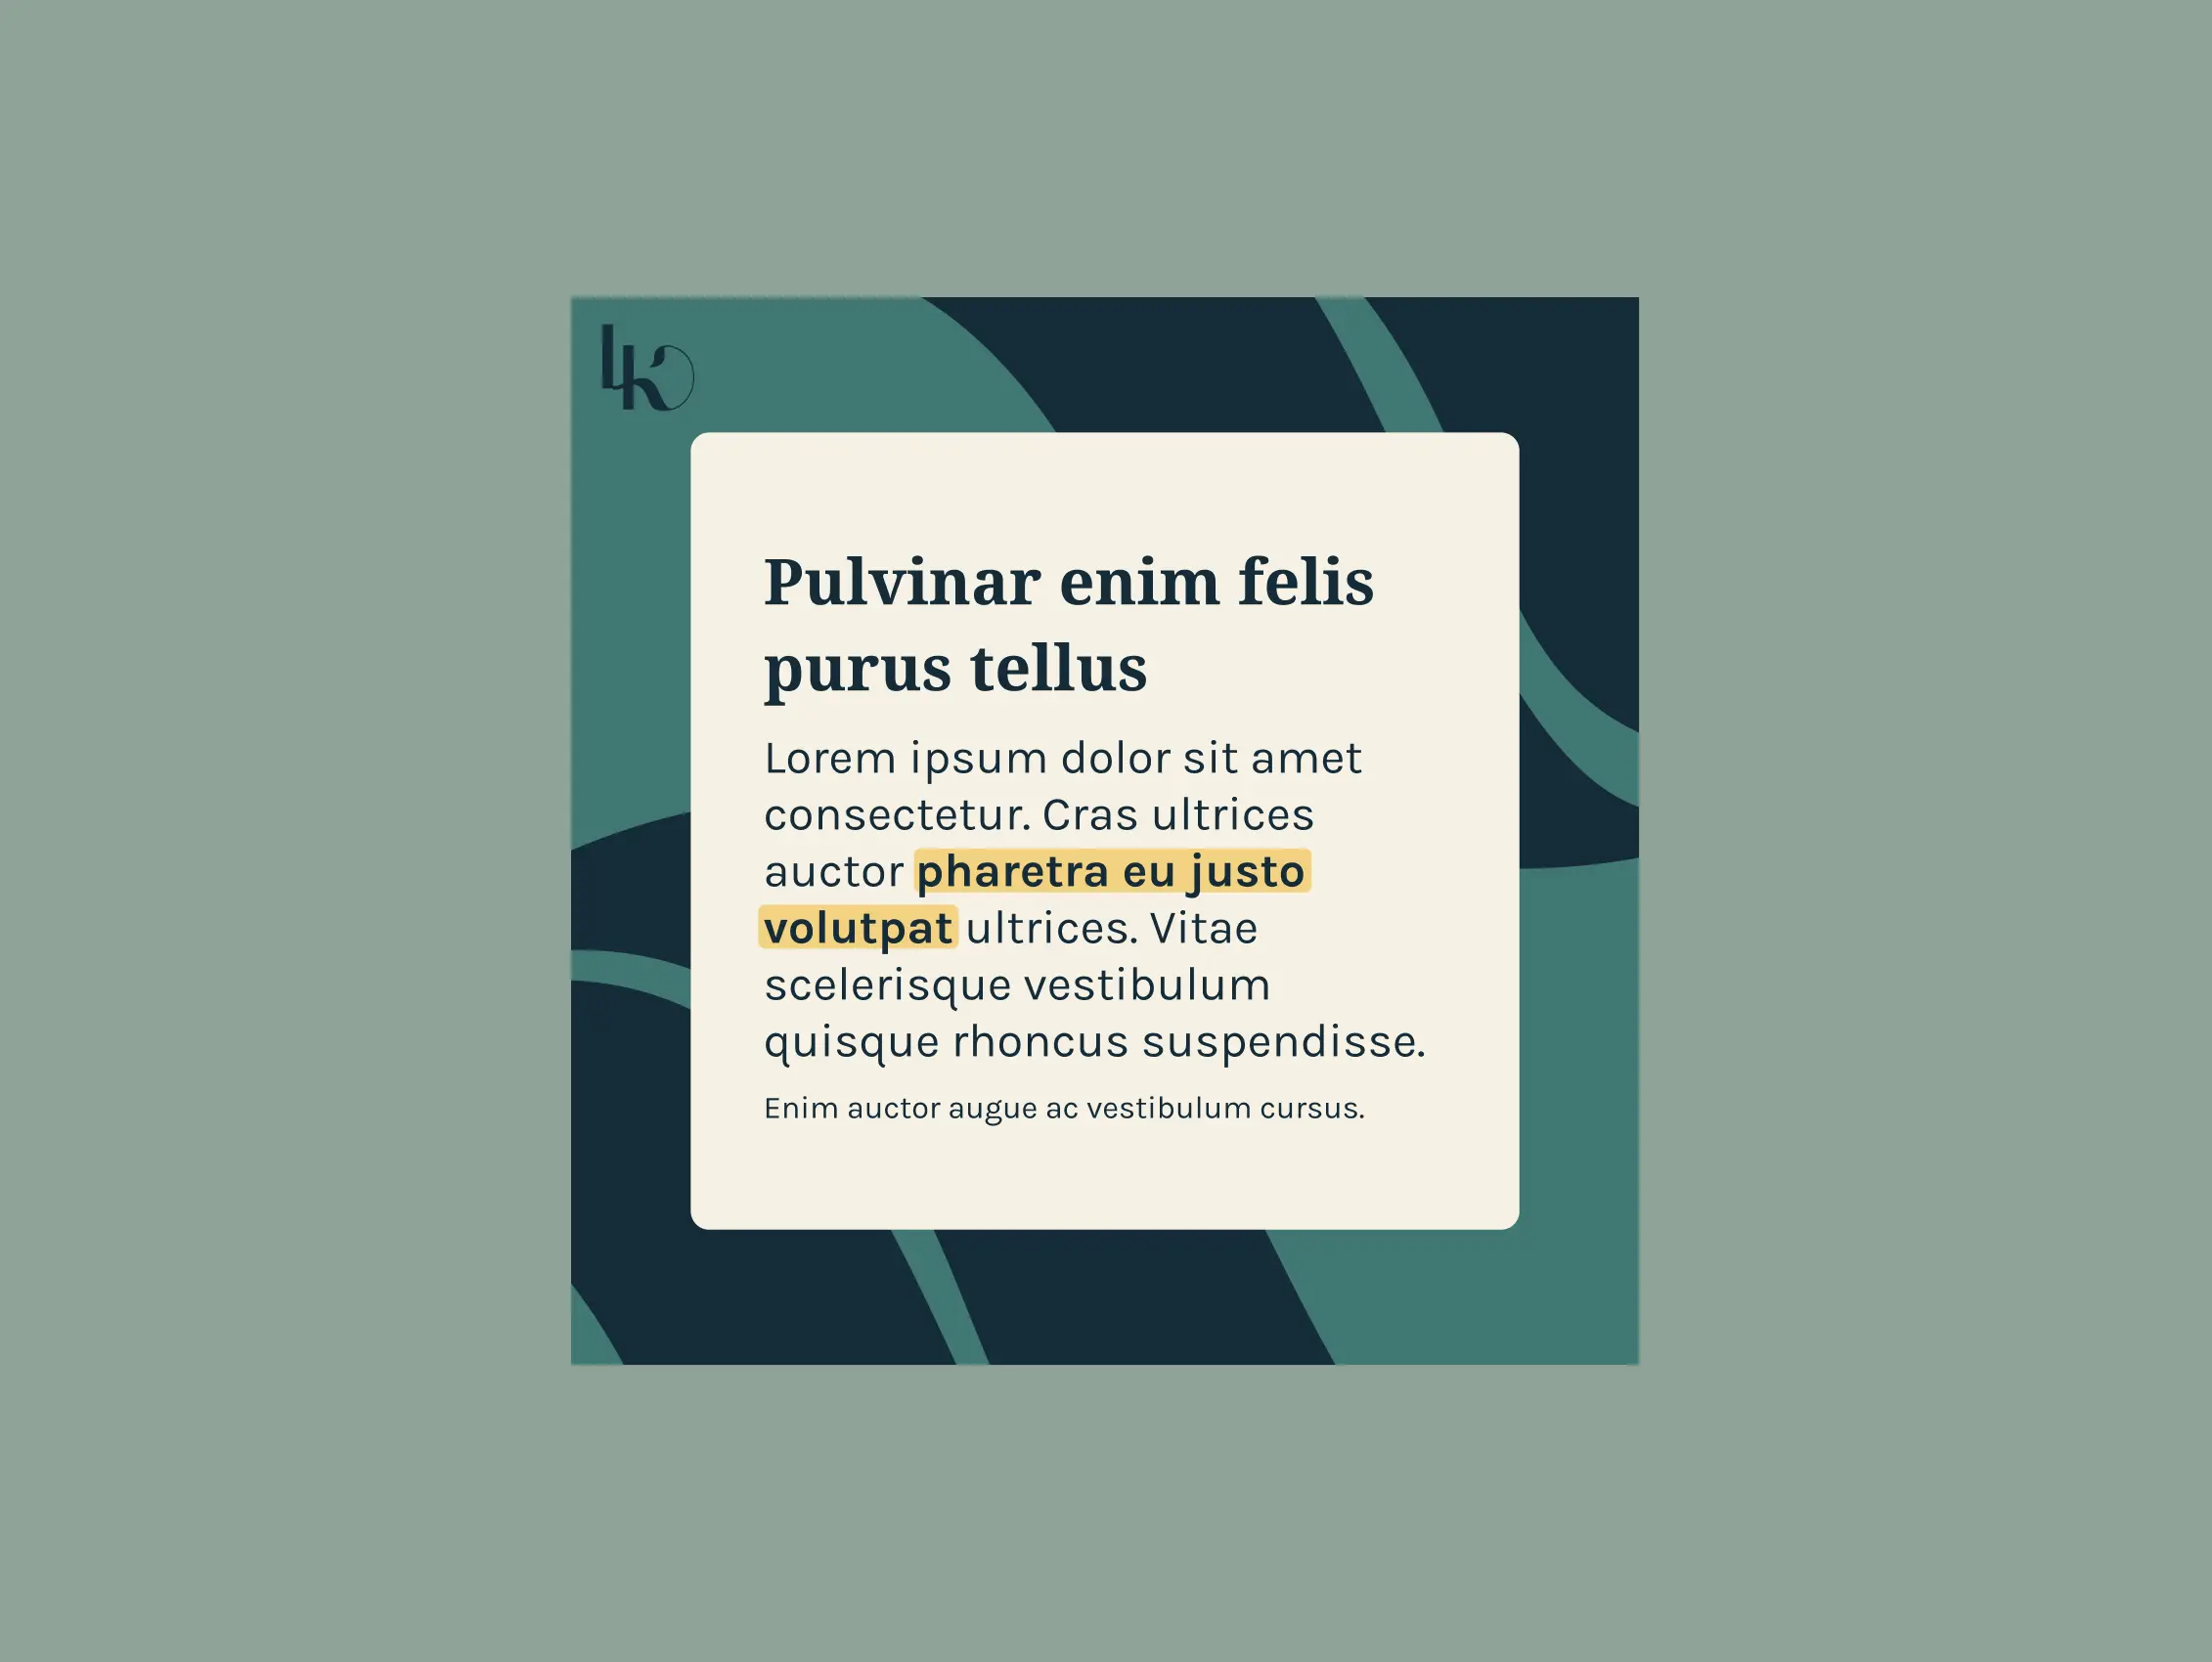 Pulvinar enim felis
purus tellus
Lorem ipsum dolor sit amet
consectetur. Cras ultrices
auctor pharetra eu justo
volutpat ultrices. Vitae
scelerisque vestibulum
quisque rhoncus suspendisse.
Enim auctor augue ac vestibulum cursus.